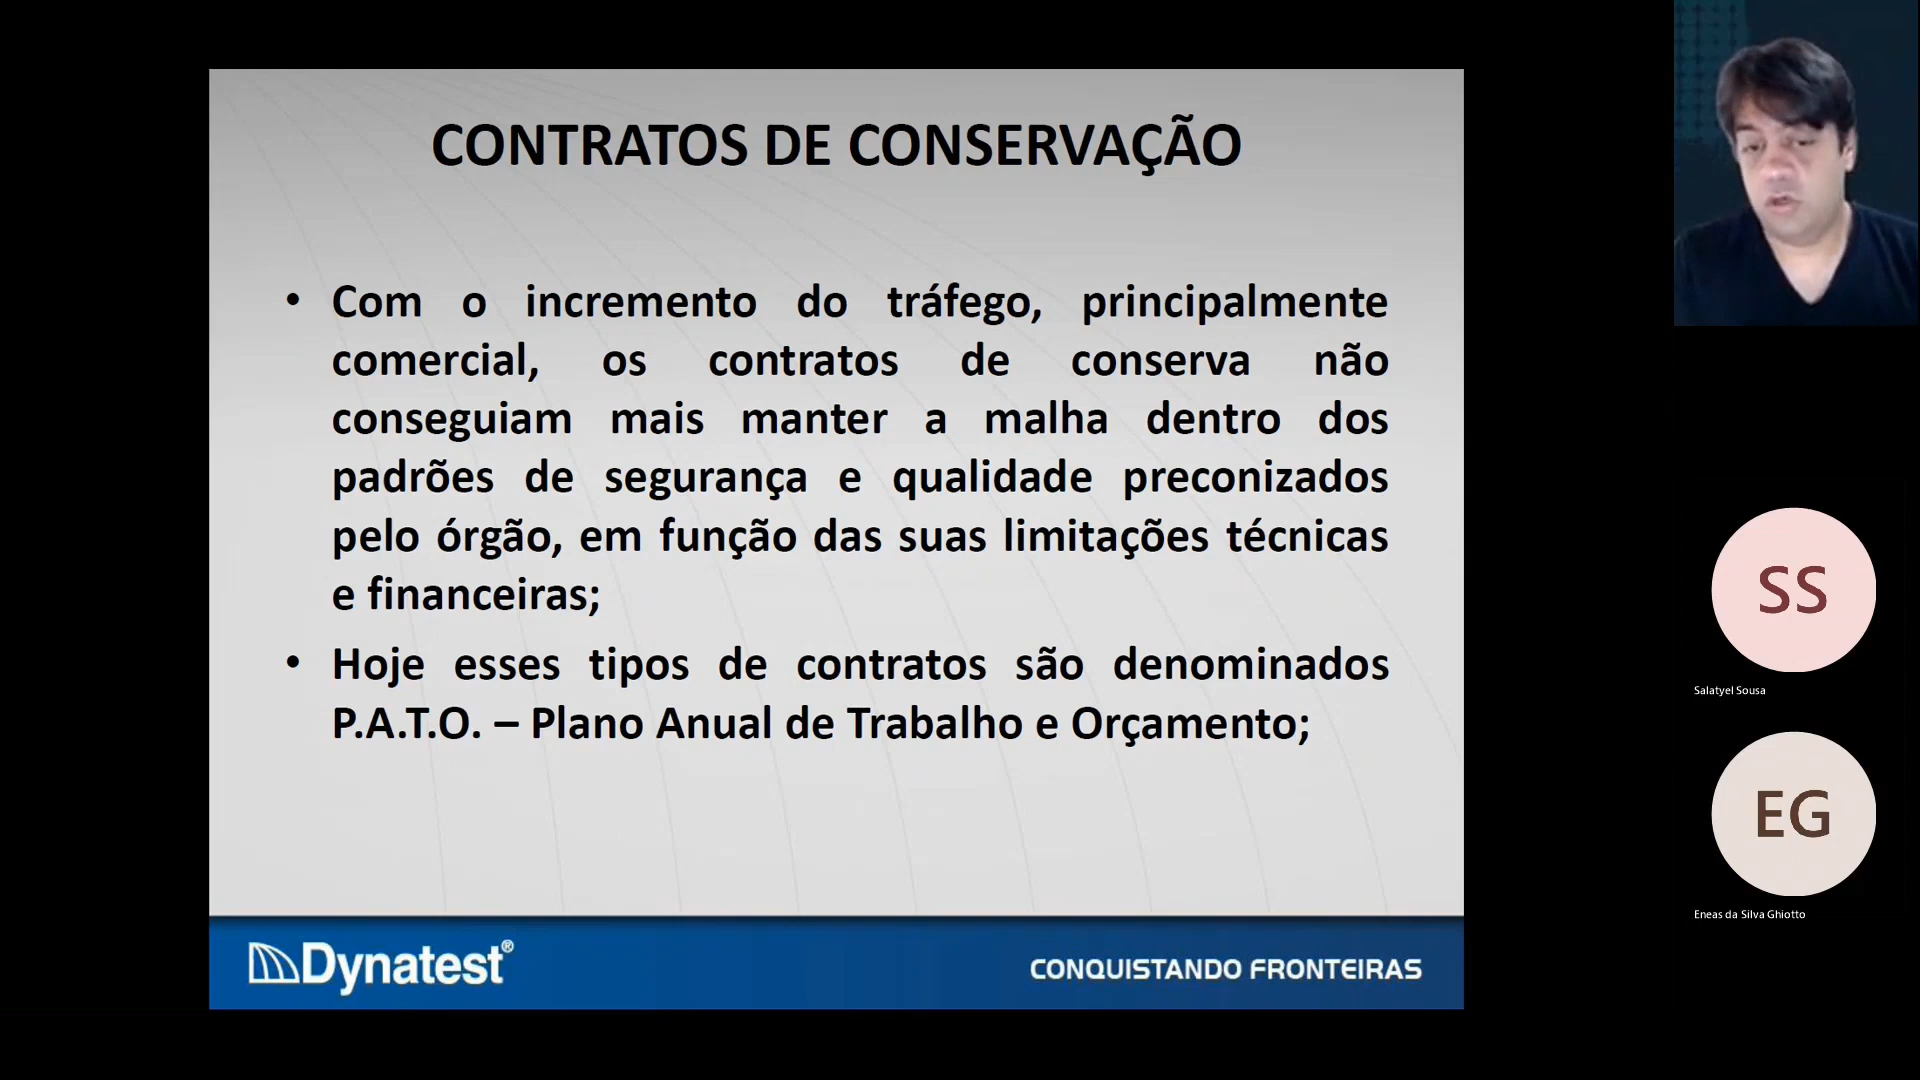 CONTRATOS DE CONSERVAÇÃO
• Com o incremento do tráfego, principalmente
comercial, os contratos de conserva não
conseguiam mais manter a malha dentro dos
padrões de segurança e qualidade preconizados
pelo órgão, em função das suas limitações técnicas
e financeiras;
• Hoje esses tipos de contratos são denominados
P.A.T.O. – Plano Anual de Trabalho e Orçamento;
Dynatest®
CONQUISTANDO FRONTEIRAS
SS
Salatyel Sousa
EG
Eneas da Silva Ghiotto